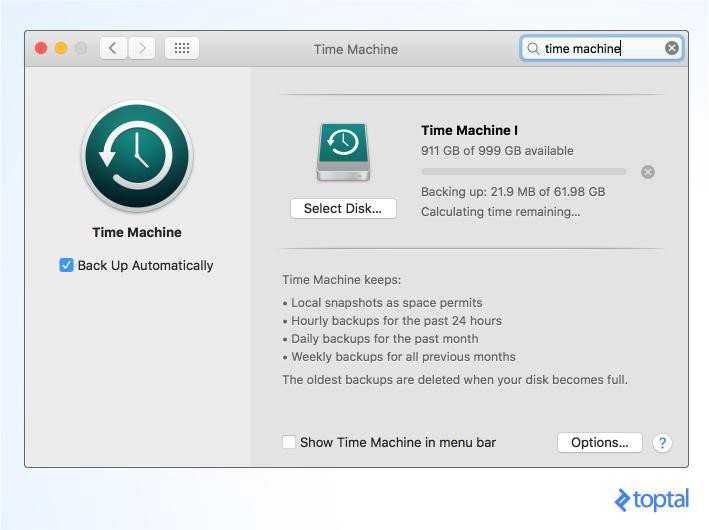 Time Machine
time machine
Time Machine
Back Up Automatically
Select Disk...
Time Machine I
911 GB of 999 GB available
Backing up: 21.9 MB of 61.98 GB
Calculating time remaining...
Time Machine keeps:
• Local snapshots as space permits
• Hourly backups for the past 24 hours
• Daily backups for the past month
• Weekly backups for all previous months
The oldest backups are deleted when your disk becomes full.
Show Time Machine in menu bar
Options...
?
toptal